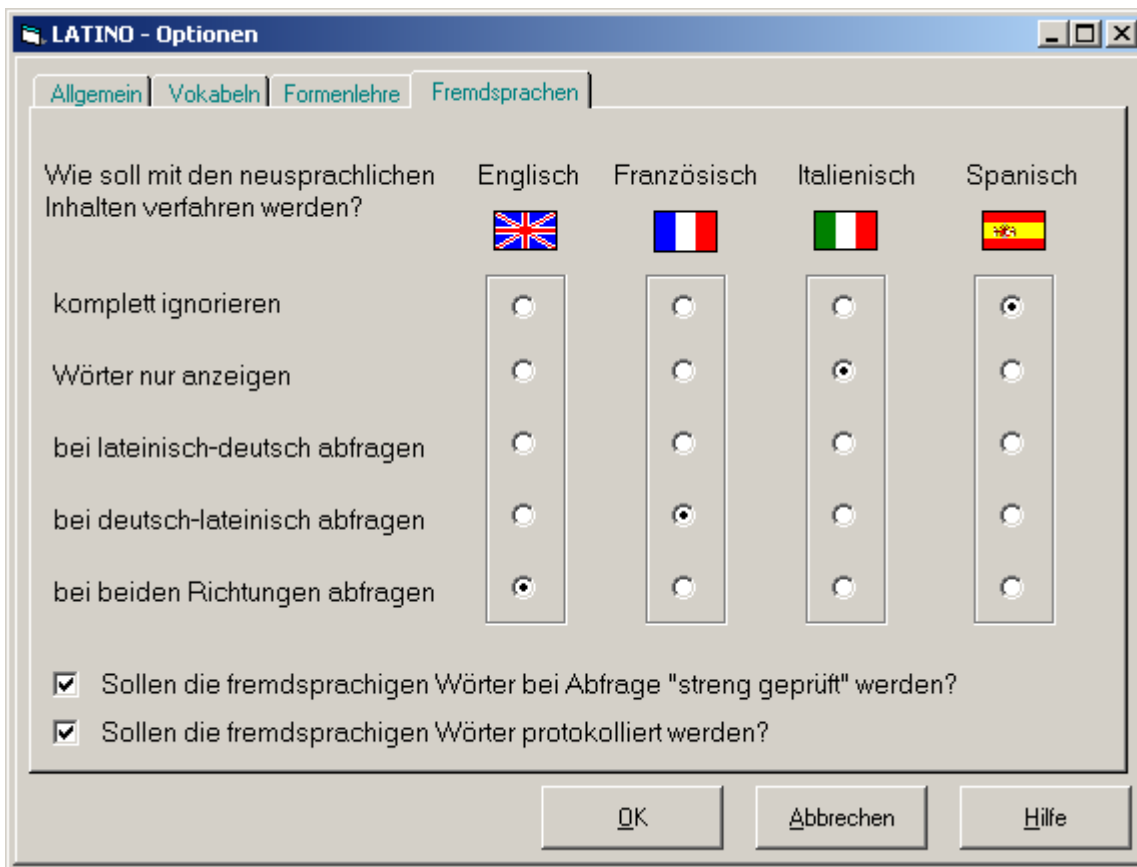 LATINO - Optionen
Allgemein Vokabeln Formenlehre Fremdsprachen
Wie soll mit den neusprachlichen Englisch Französisch Italienisch Spanisch
Inhalten verfahren werden?
komplett ignorieren
Wörter nur anzeigen
bei lateinisch-deutsch abfragen
bei deutsch-lateinisch abfragen
bei beiden Richtungen abfragen
Sollen die fremdsprachigen Wörter bei Abfrage "streng geprüft" werden?
Sollen die fremdsprachigen Wörter protokolliert werden?
OK Abbrechen Hilfe